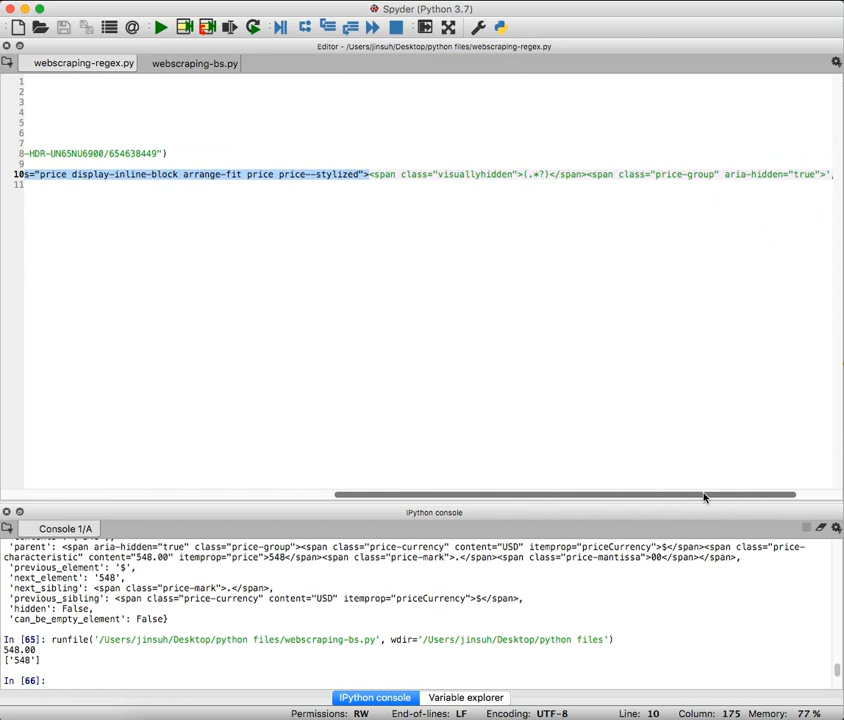 Spyder (Python 3.7)
Editor - /Users/jinsuh/Desktop/python files/webscraping-regex.py
webscraping-regex.py
webscraping-bs.py
1
2
3
4
5
6
7
8 -HDR-UN65NU6900/654638449")
9
10 s="price display-inline-block arrange-fit price price--stylized"><span class="visuallyhidden">(.*?)</span><span class="price-group" aria-hidden="true">',
11
IPython console
Console 1/A
'parent': <span aria-hidden="true" class="price-group"><span class="price-currency" content="USD" itemprop="priceCurrency">$</span><span class="price-
characteristic" content="548.00" itemprop="price">548</span><span class="price-mark">.</span><span class="price-mantissa">00</span></span>,
'previous_element': '$',
'next_element': '548',
'next_sibling': <span class="price-mark">.</span>,
'previous_sibling': <span class="price-currency" content="USD" itemprop="priceCurrency">$</span>,
'hidden': False,
'can_be_empty_element': False}
In [65]: runfile('/Users/jinsuh/Desktop/python files/webscraping-bs.py', wdir='/Users/jinsuh/Desktop/python files')
548.00
['548']
In [66]:
IPython console
Variable explorer
Permissions: RW End-of-lines: LF Encoding: UTF-8 Line: 10 Column: 175 Memory: 77 %